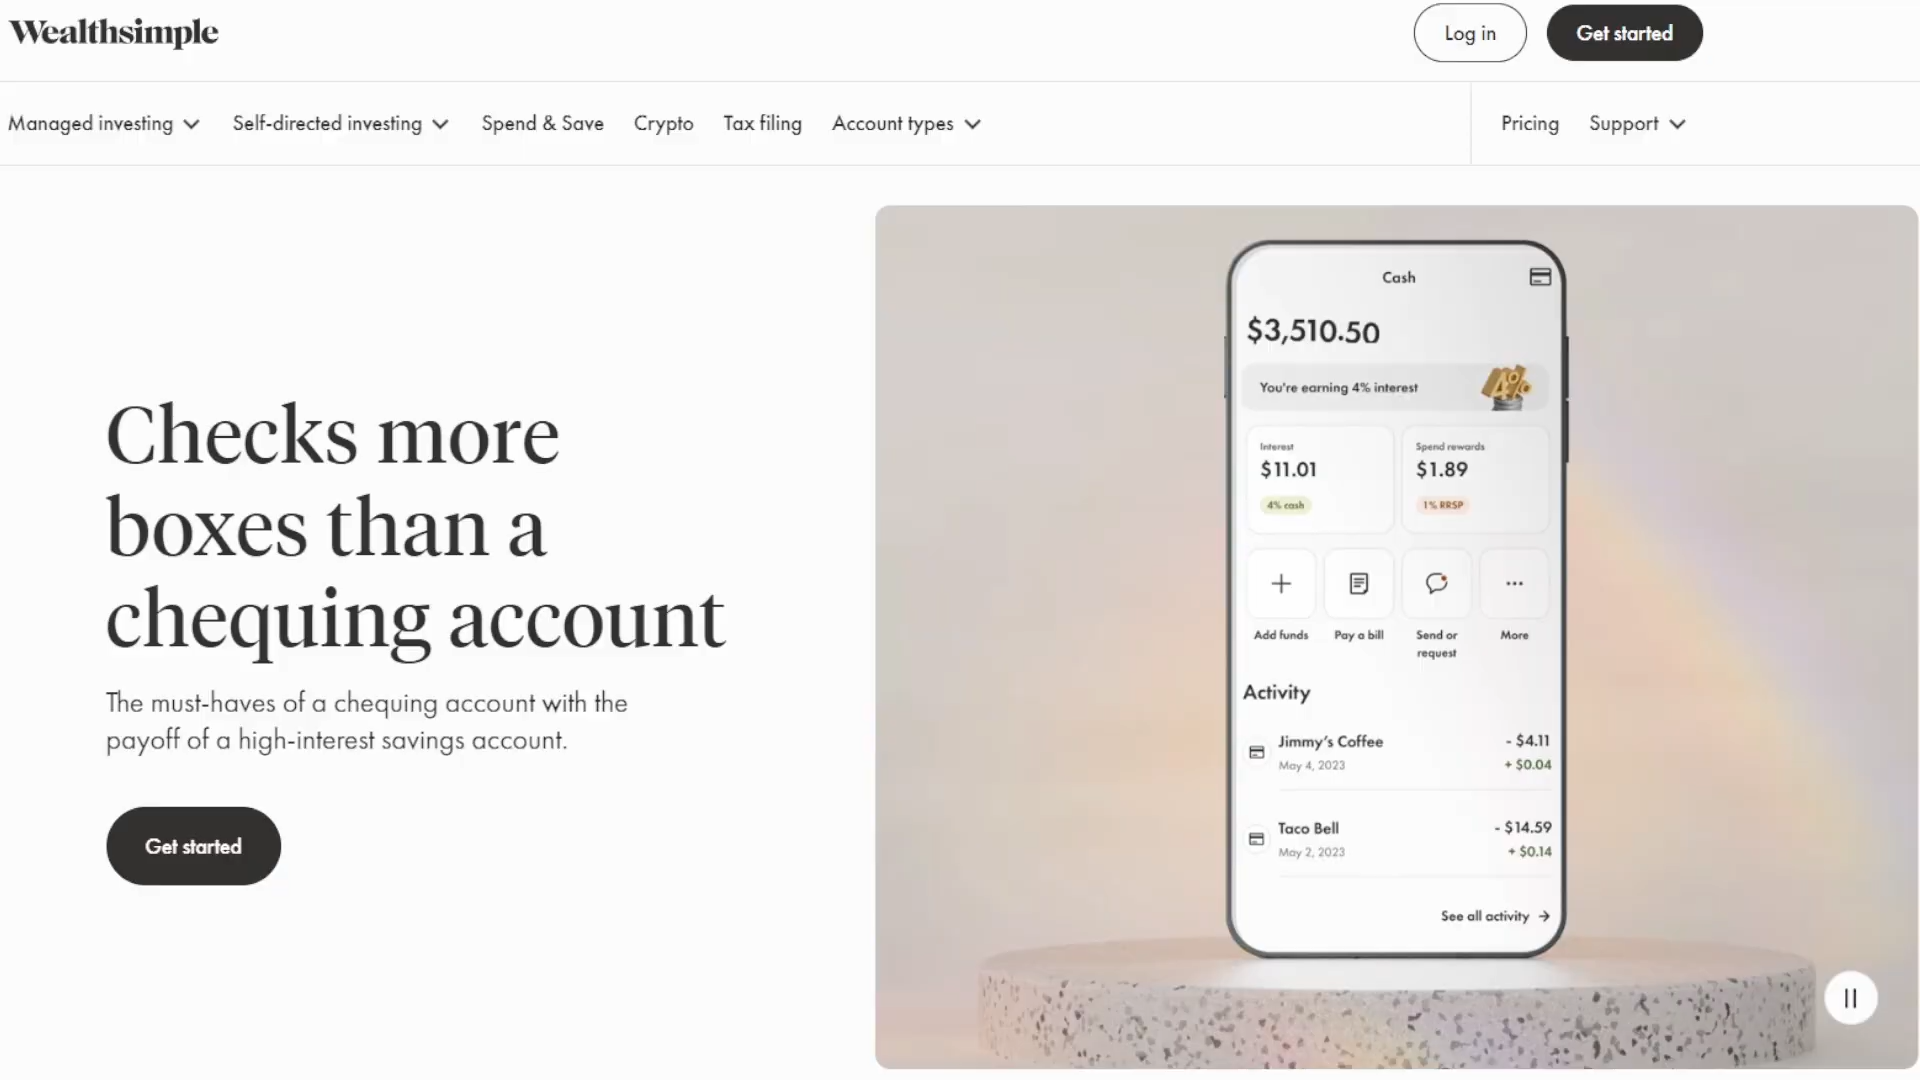 Wealthsimple
Log in
Get started
Managed investing
Self-directed investing
Spend & Save
Crypto
Tax filing
Account types
Pricing
Support
Checks more
boxes than a
chequing account
The must-haves of a chequing account with the
payoff of a high-interest savings account.
Get started
Cash
$3,510.50
You're earning 4% interest
4%
Interest
$11.01
4% cash
Spend rewards
$1.89
1% RRSP
Add funds
Pay a bill
Send or
request
More
Activity
Jimmy's Coffee - $4.11
May 4, 2023 + $0.04
Taco Bell - $14.59
May 2, 2023 + $0.14
See all activity